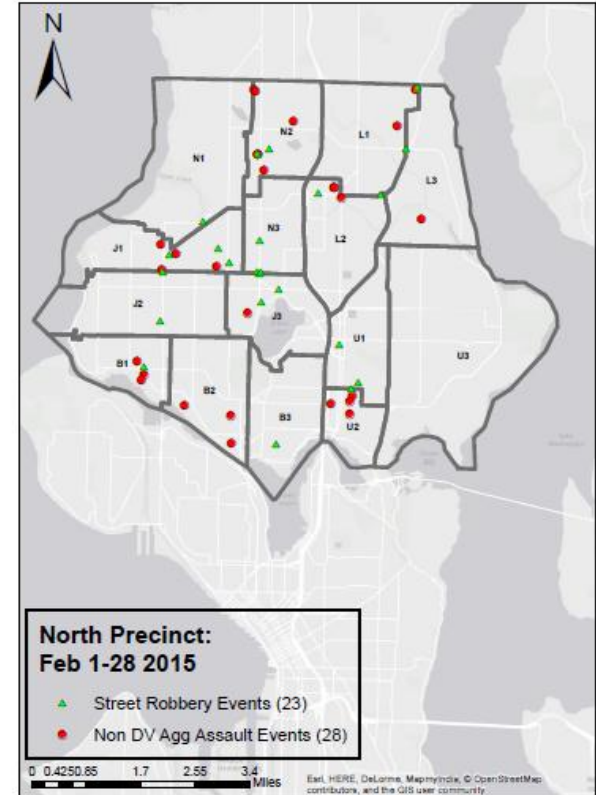 N
N1
N2
L1
L3
N3
L2
J1
J2
J3
U1
U3
B1
B2
B3
U2
North Precinct:
Feb 1-28 2015
Street Robbery Events (23)
Non DV Agg Assault Events (28)
0 0.4250.85 1.7 2.55 3.4
Miles
Esri, HERE, DeLorme, MapmyIndia, © OpenStreetMap
contributors, and the GIS user community